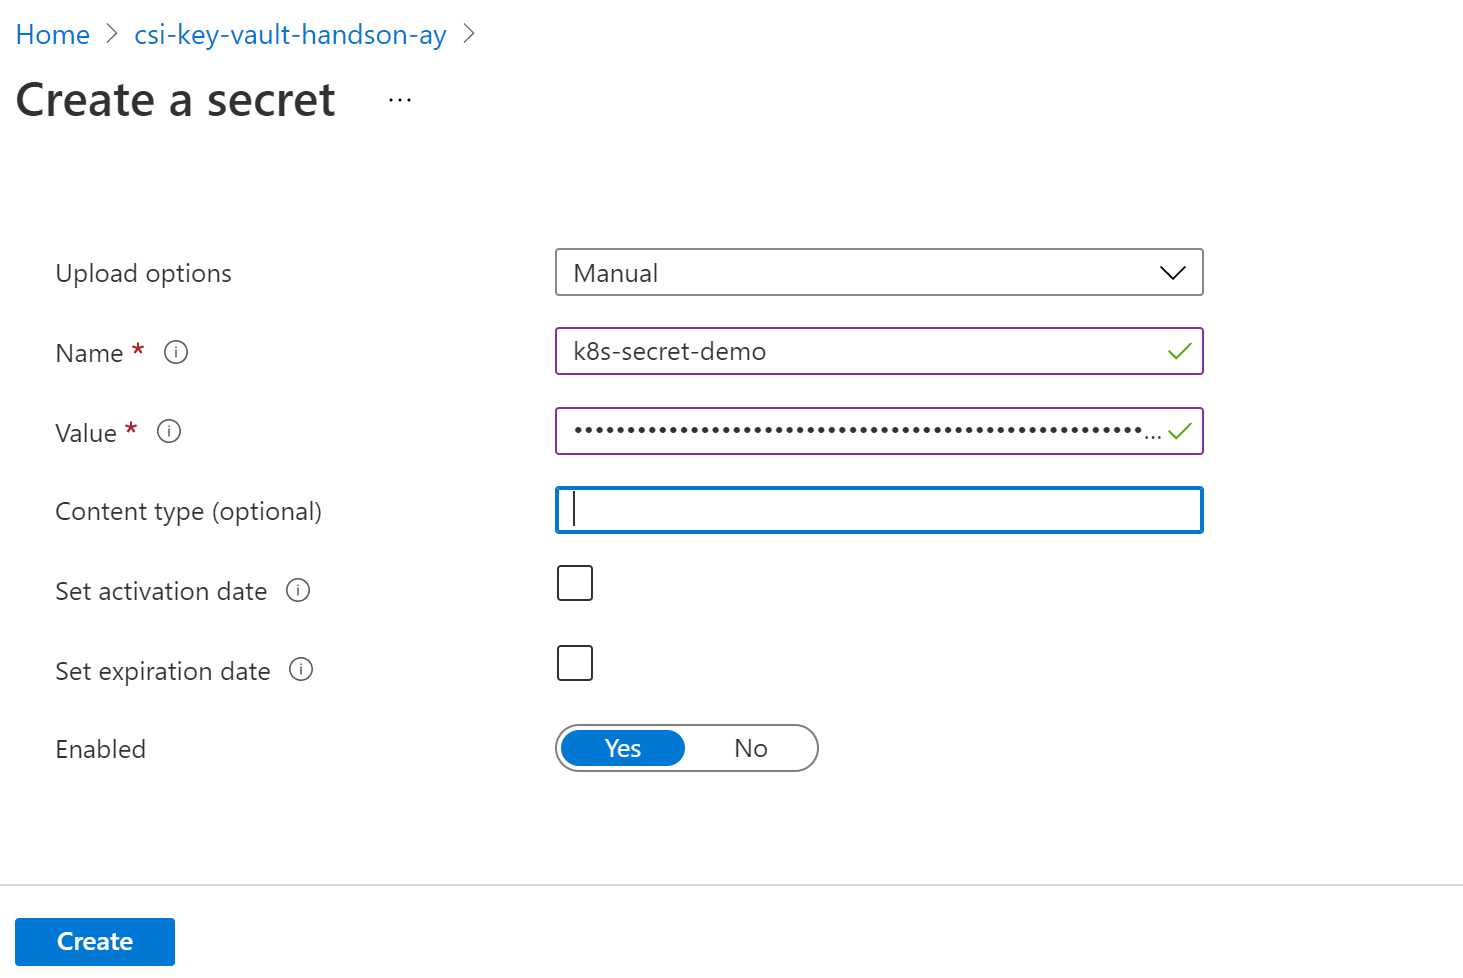 Home > csi-key-vault-handson-ay >
Create a secret ...
Upload options Manual
Name * k8s-secret-demo
Value * ••••••••••••••••••••••••••••••••••••••••••••••••••••••...
Content type (optional)
Set activation date
Set expiration date
Enabled Yes No
Create